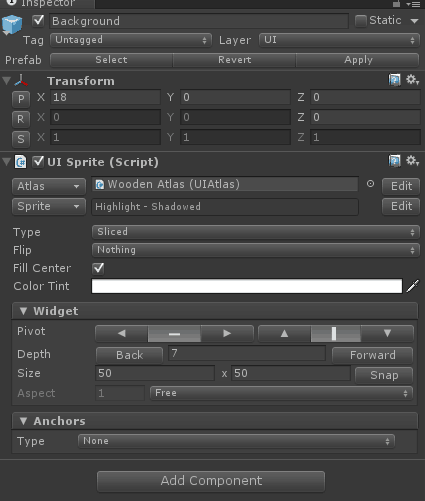 Inspector
Background Static
Tag Untagged Layer UI
Prefab Select Revert Apply
Transform
P X 18 Y 0 Z 0
R X 0 Y 0 Z 0
S X 1 Y 1 Z 1
UI Sprite (Script)
Atlas Wooden Atlas (UIAtlas) Edit
Sprite Highlight - Shadowed Edit
Type Sliced
Flip Nothing
Fill Center
Color Tint
Widget
Pivot
Depth Back 7 Forward
Size 50 x 50 Snap
Aspect 1 Free
Anchors
Type None
Add Component